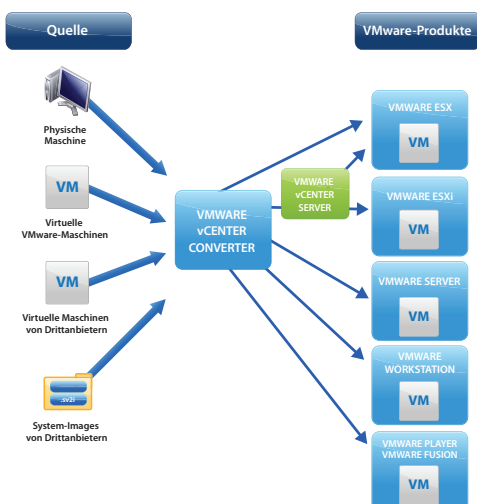 Quelle
VMware-Produkte
Physische
Maschine
VM
Virtuelle
VMware-Maschinen
VM
Virtuelle Maschinen
von Drittanbietern
.sv2i
System-Images
von Drittanbietern
VMWARE
vCENTER
CONVERTER
VMWARE
vCENTER
SERVER
VMWARE ESX
VM
VMWARE ESXi
VM
VMWARE SERVER
VM
VMWARE
WORKSTATION
VM
VMWARE PLAYER
VMWARE FUSION
VM